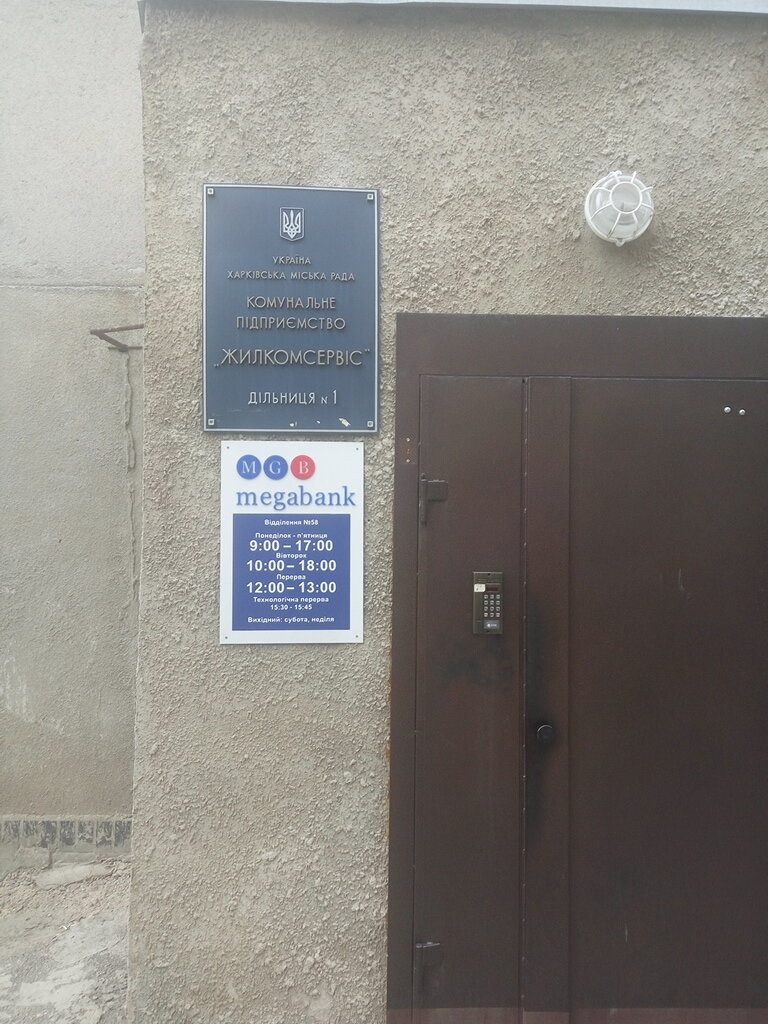 УКРАЇНА
ХАРКІВСЬКА МІСЬКА РАДА
КОМУНАЛЬНЕ
ПІДПРИЄМСТВО
„ЖИЛКОМСЕРВІС"
ДІЛЬНИЦЯ №1
M G B
megabank
Відділення №58
Понеділок - п'ятниця
9:00 – 17:00
Вівторок
10:00 – 18:00
Перерва
12:00 – 13:00
Технологічна перерва
15:30 - 15:45
Вихідний: субота, неділя